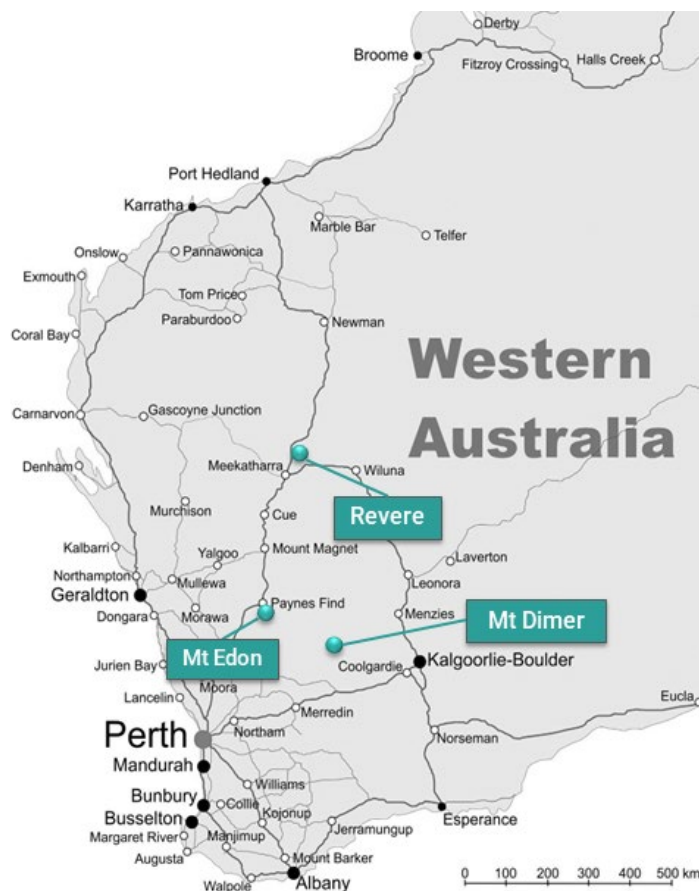 Derby
Broome
Fitzroy Crossing
Halls Creek
Port Hedland
Karratha
Marble Bar
Telfer
Onslow
Pannawonica
Exmouth
Tom Price
Paraburdoo
Newman
Coral Bay
Western
Australia
Carnarvon
Gascoyne Junction
Denham
Meekatharra
Wiluna
Revere
Murchison
Cue
Kalbarri
Yalgoo
Mount Magnet
Laverton
Northampton
Mullewa
Leonora
Geraldton
Dongara
Morawa
Paynes Find
Menzies
Mt Dimer
Mt Edon
Jurien Bay
Coolgardie
Kalgoorlie-Boulder
Moora
Lancelin
Merredin
Eucla
Perth
Northam
Norseman
Mandurah
Williams
Bunbury
Collie
Busselton
Kojonup
Esperance
Margaret River
Manjimup
Jerramungup
Augusta
Mount Barker
Walpole
Albany
0 100 200 300 400 500 km